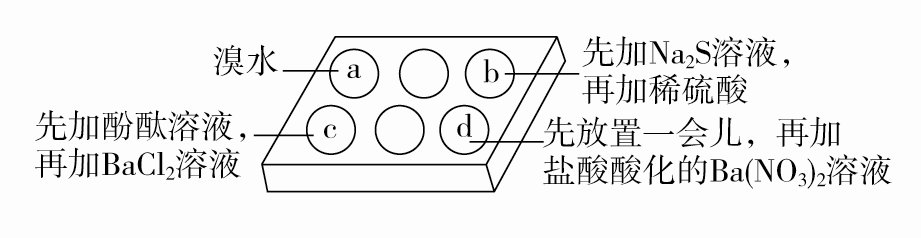 溴水
a
b
先加Na₂S溶液，
再加稀硫酸
先加酚酞溶液，
再加BaCl₂溶液
c
d
先放置一会儿，再加
盐酸酸化的Ba(NO₃)₂溶液